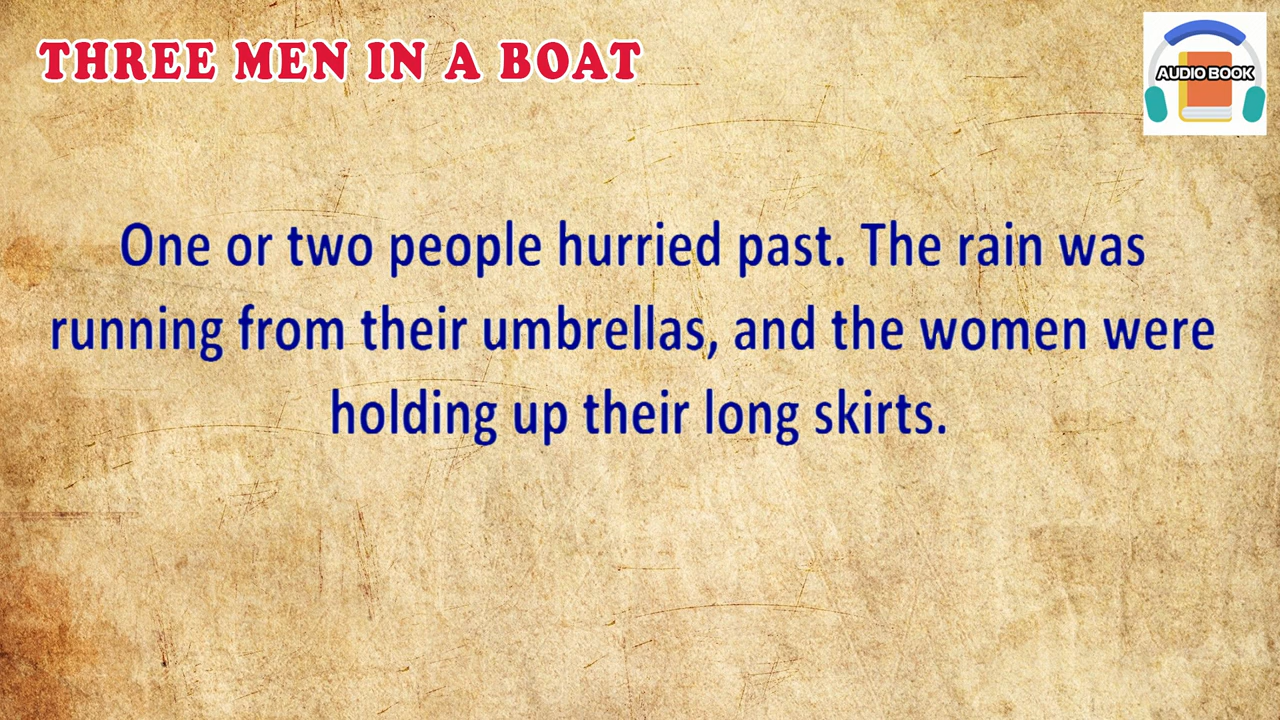 THREE MEN IN A BOAT
AUDIO BOOK
One or two people hurried past. The rain was
running from their umbrellas, and the women were
holding up their long skirts.